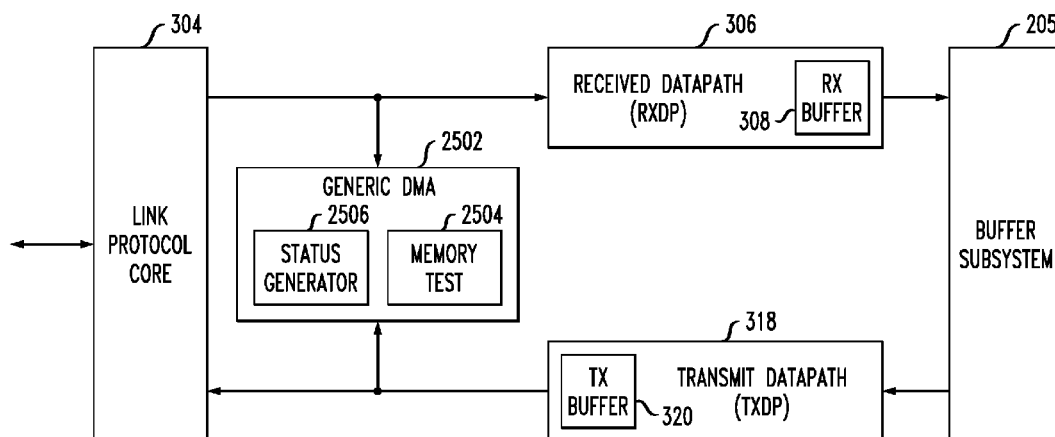 304
306
205
RECEIVED DATAPATH
(RXDP)
308
RX
BUFFER
2502
GENERIC DMA
2506
2504
STATUS
GENERATOR
MEMORY
TEST
LINK
PROTOCOL
CORE
BUFFER
SUBSYSTEM
318
TX
BUFFER
320
TRANSMIT DATAPATH
(TXDP)